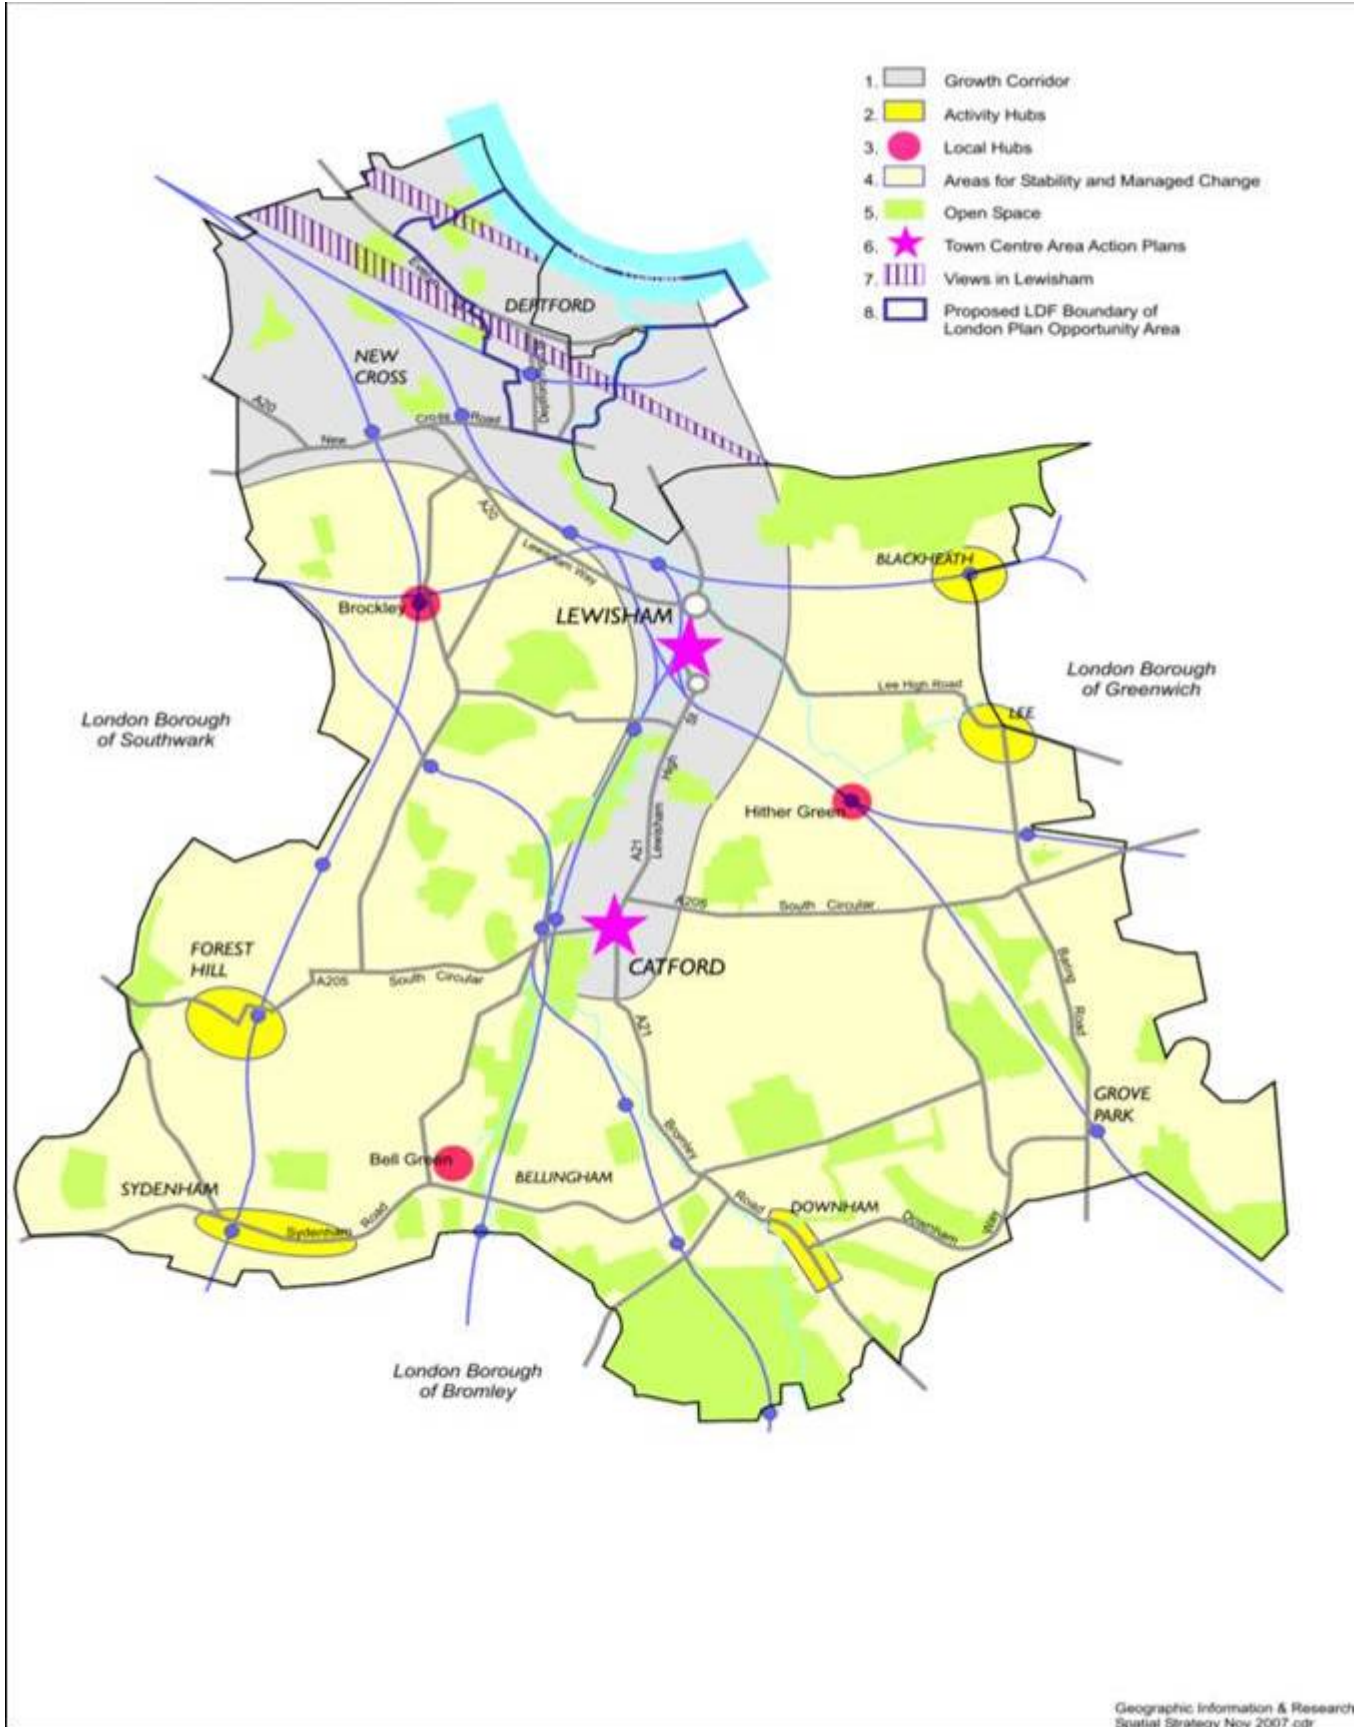 1. Growth Corridor
2. Activity Hubs
3. Local Hubs
4. Areas for Stability and Managed Change
5. Open Space
6. Town Centre Area Action Plans
7. Views in Lewisham
8. Proposed LDF Boundary of
London Plan Opportunity Area
DEPTFORD
NEW
CROSS
A20
New
Cross Road
A20
Lewisham Way
BLACKHEATH
Brockley
LEWISHAM
London Borough
of Greenwich
Lee High Road
London Borough
of Southwark
LEE
St
High
Hither Green
Lewisham
A21
A205
South Circular
FOREST
HILL
CATFORD
A205
South Circular
A21
Road
GROVE
PARK
Bromley
Bell Green
BELLINGHAM
SYDENHAM
Road
DOWNHAM
Sydenham
Road
Downham
Way
London Borough
of Bromley
Geographic Information & Research
Spatial Strategy Nov 2007.cdr